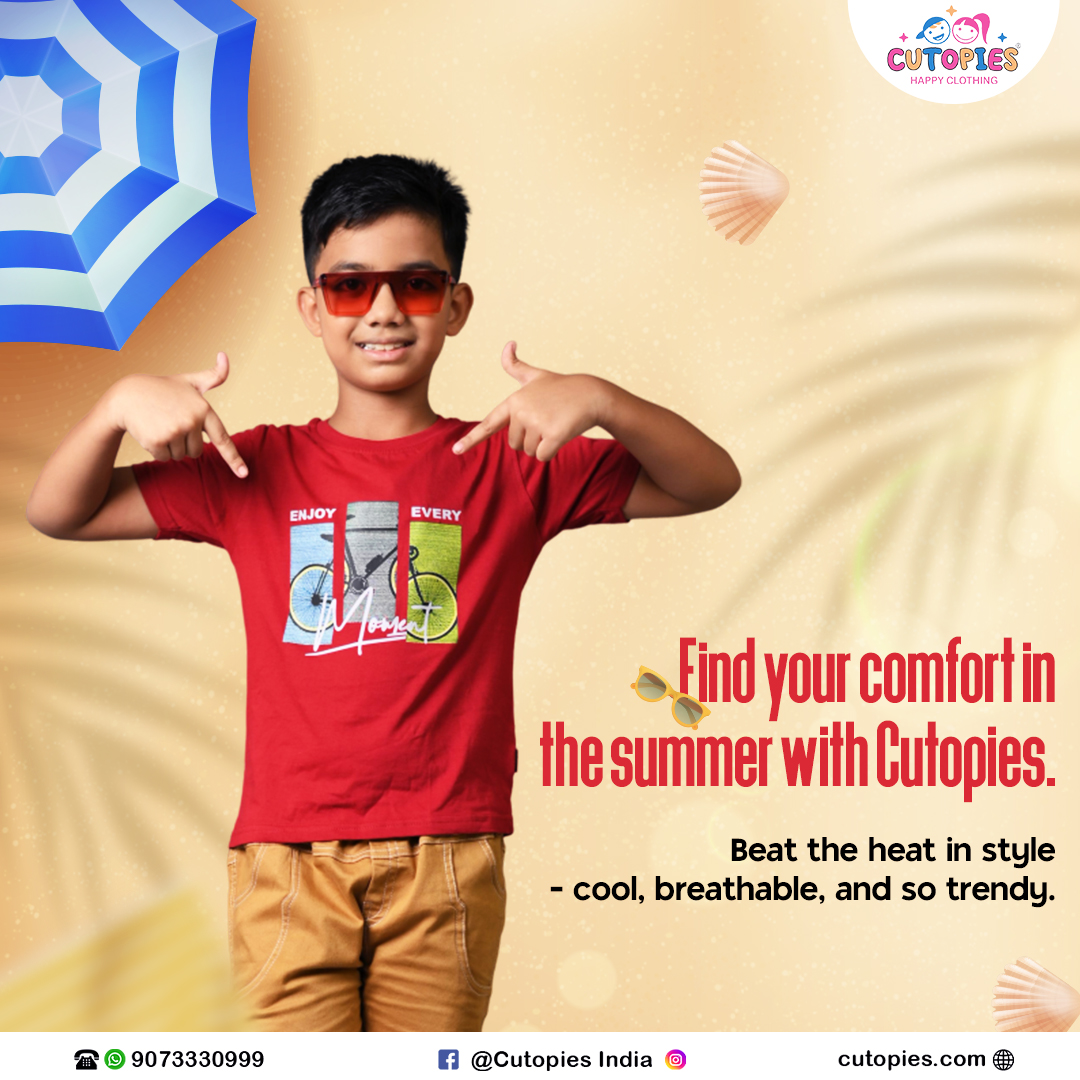 CUTOPIES
HAPPY CLOTHING
ENJOY EVERY
Moment
Find your comfort in
the summer with Cutopies.
Beat the heat in style
- cool, breathable, and so trendy.
9073330999 @Cutopies India cutopies.com